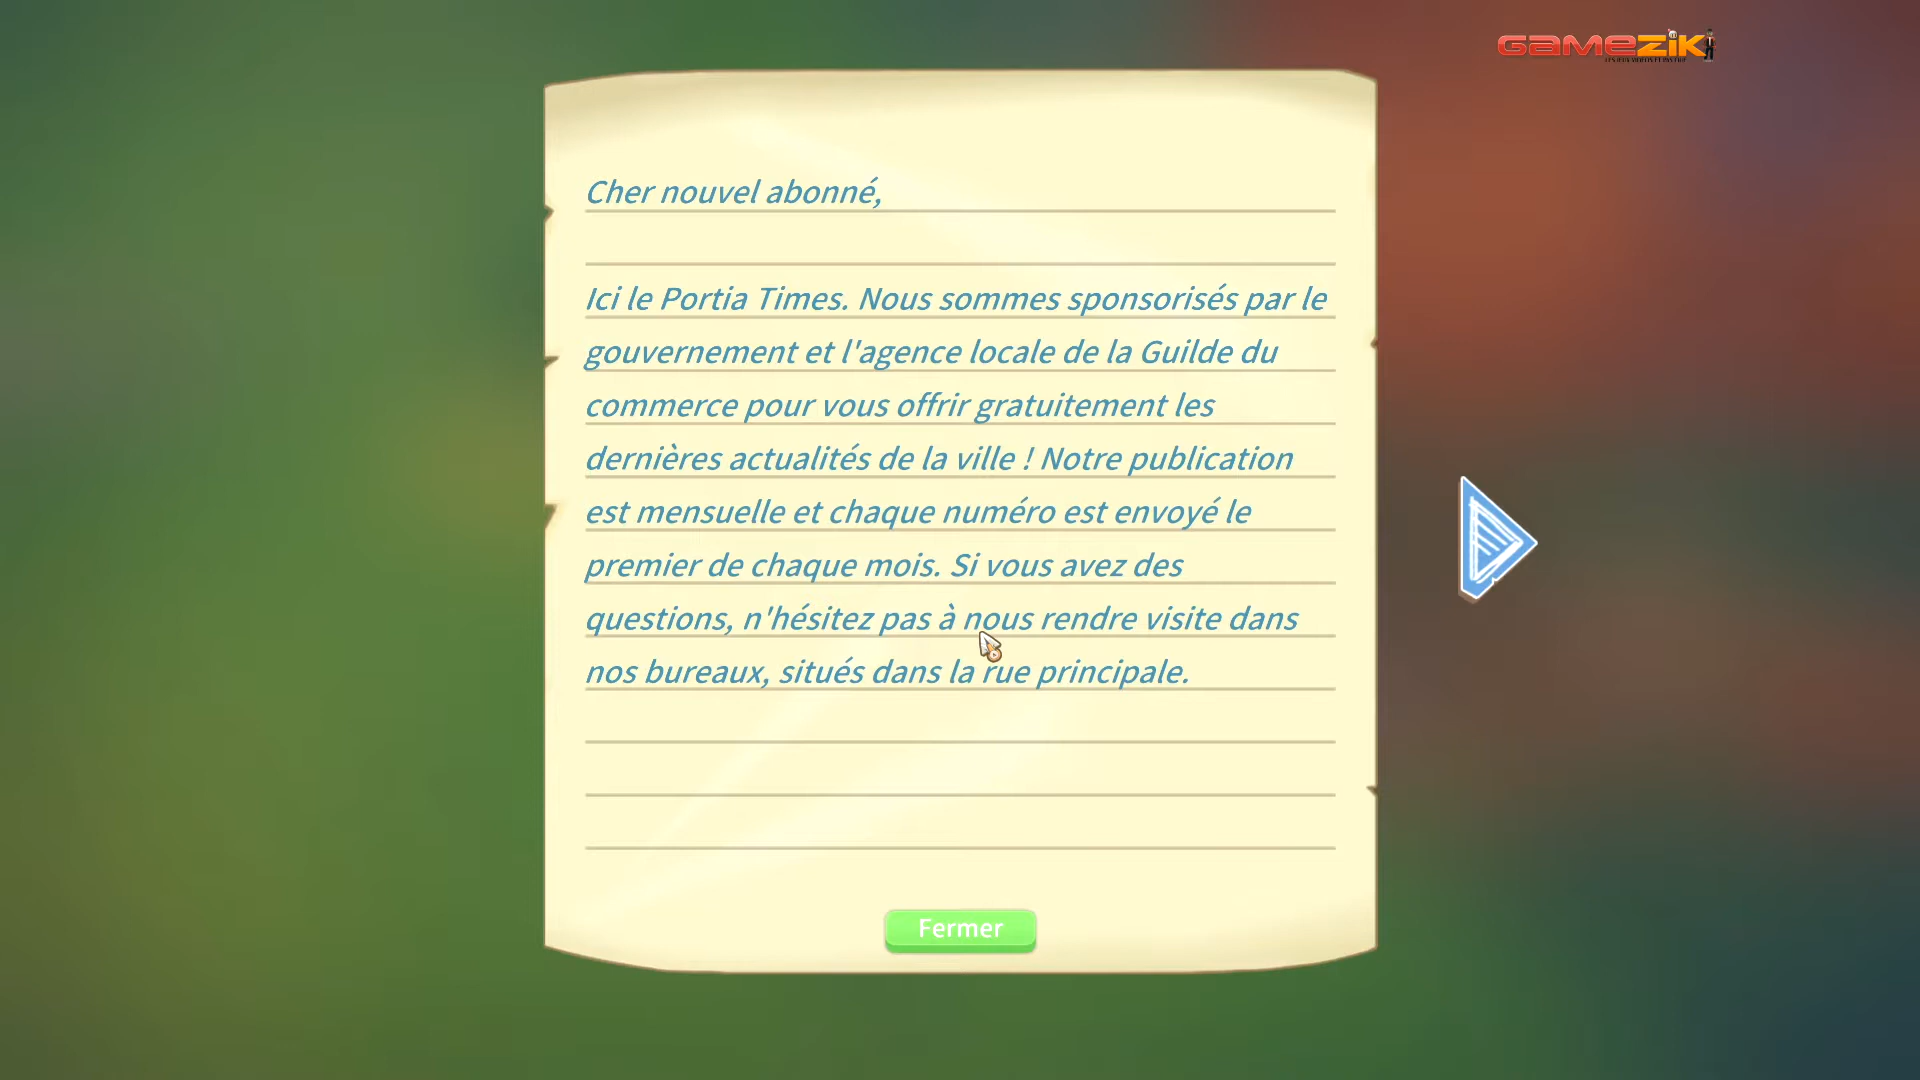 GAMEZIK
Cher nouvel abonné,
Ici le Portia Times. Nous sommes sponsorisés par le
gouvernement et l'agence locale de la Guilde du
commerce pour vous offrir gratuitement les
dernières actualités de la ville ! Notre publication
est mensuelle et chaque numéro est envoyé le
premier de chaque mois. Si vous avez des
questions, n'hésitez pas à nous rendre visite dans
nos bureaux, situés dans la rue principale.
Fermer